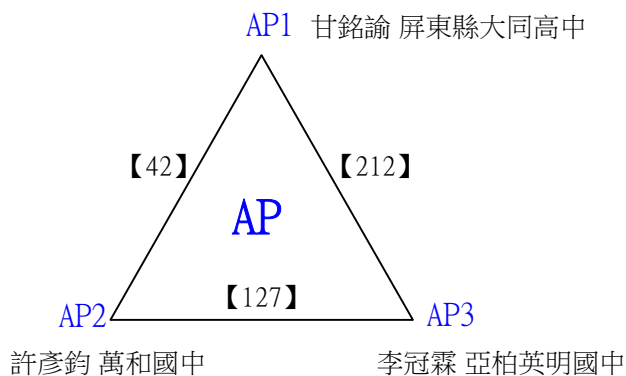 AP1 甘銘諭 屏東縣大同高中
【42】 【212】
AP
【127】
AP2 AP3
許彥鈞 萬和國中 李冠霖 亞柏英明國中